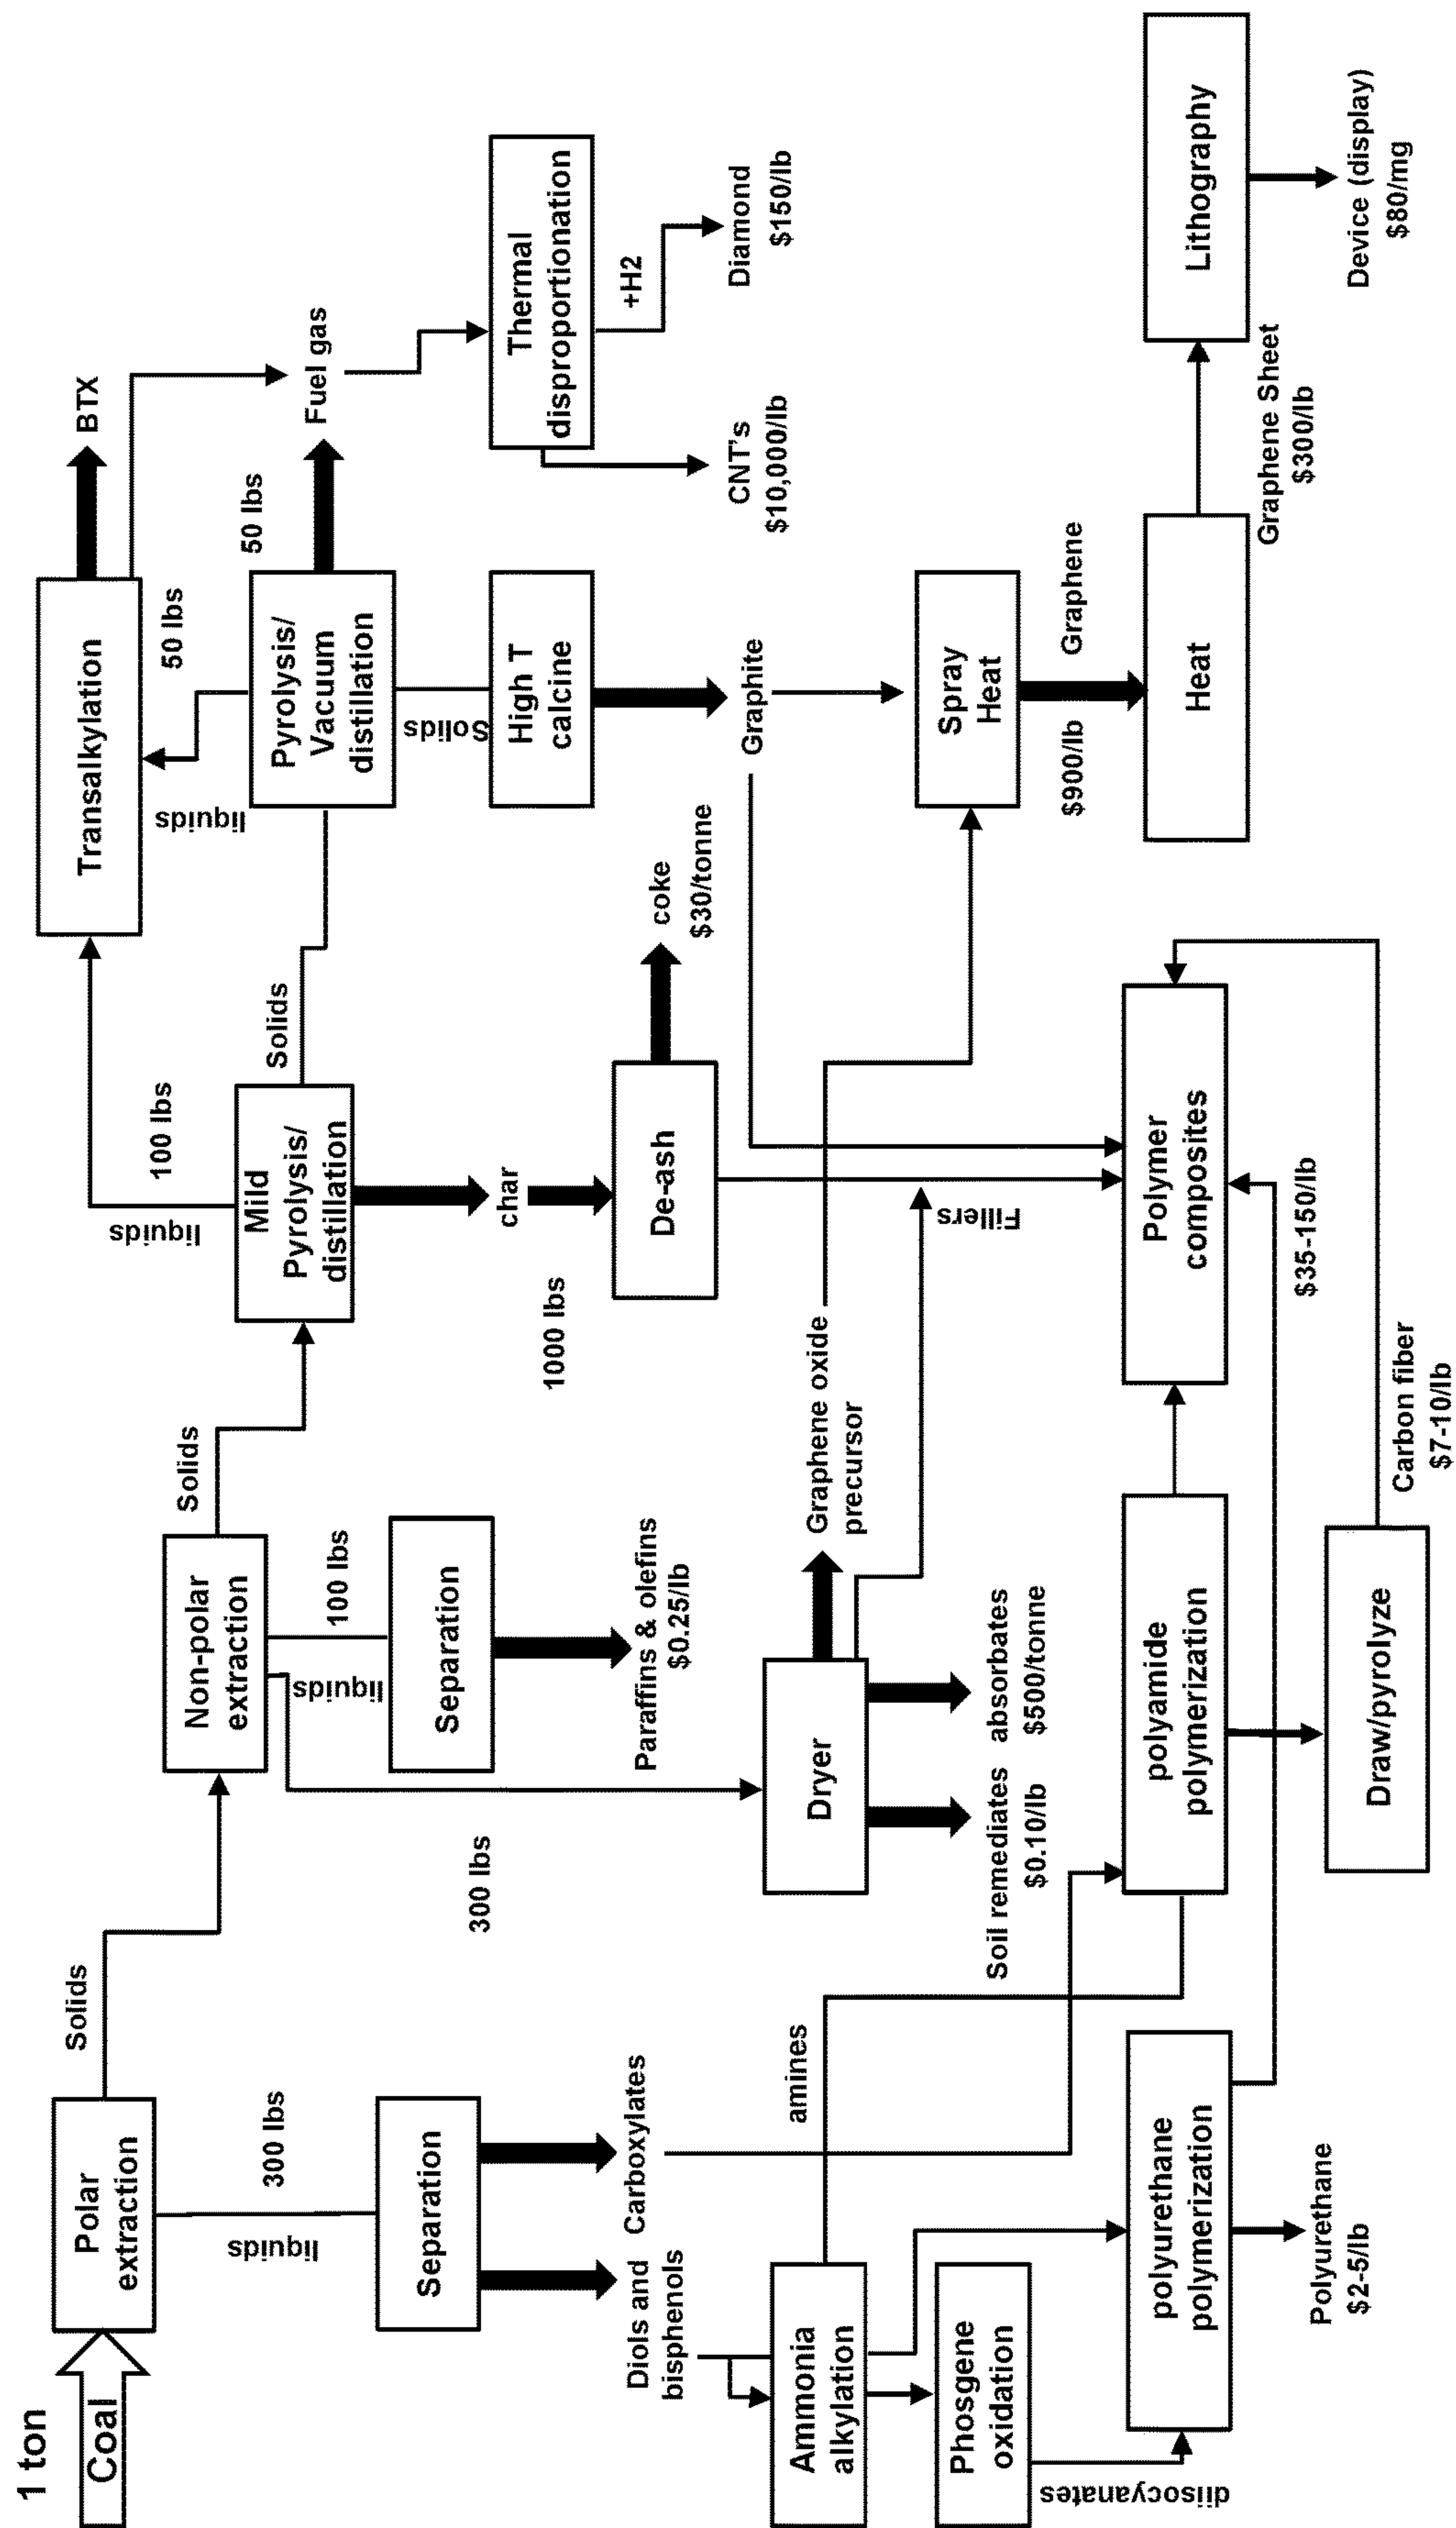 1 ton
Coal
Polar
extraction
Solids
liquids
300 lbs
Separation
Diols and
bisphenols
Carboxylates
Ammonia
alkylation
amines
Phosgene
oxidation
diisocyanates
polyurethane
polymerization
Polyurethane
$2-5/lb
Non-polar
extraction
Solids
liquids
100 lbs
Separation
Paraffins & olefins
$0.25/lb
300 lbs
Dryer
Graphene oxide
precursor
Soil remediates
$0.10/lb
absorbates
$500/tonne
polyamide
polymerization
Draw/pyrolyze
Carbon fiber
$7-10/lb
Mild
Pyrolysis/
distillation
liquids
100 lbs
Solids
char
1000 lbs
De-ash
coke
$30/tonne
Fillers
Polymer
composites
$35-150/lb
Transalkylation
BTX
liquids
50 lbs
Pyrolysis/
Vacuum
distillation
50 lbs
Fuel gas
Solids
High T
calcine
Graphite
Thermal
disproportionation
+H2
CNT's
$10,000/lb
Diamond
$150/lb
Spray
Heat
$900/lb
Graphene
Heat
Graphene Sheet
$300/lb
Lithography
Device (display)
$80/mg